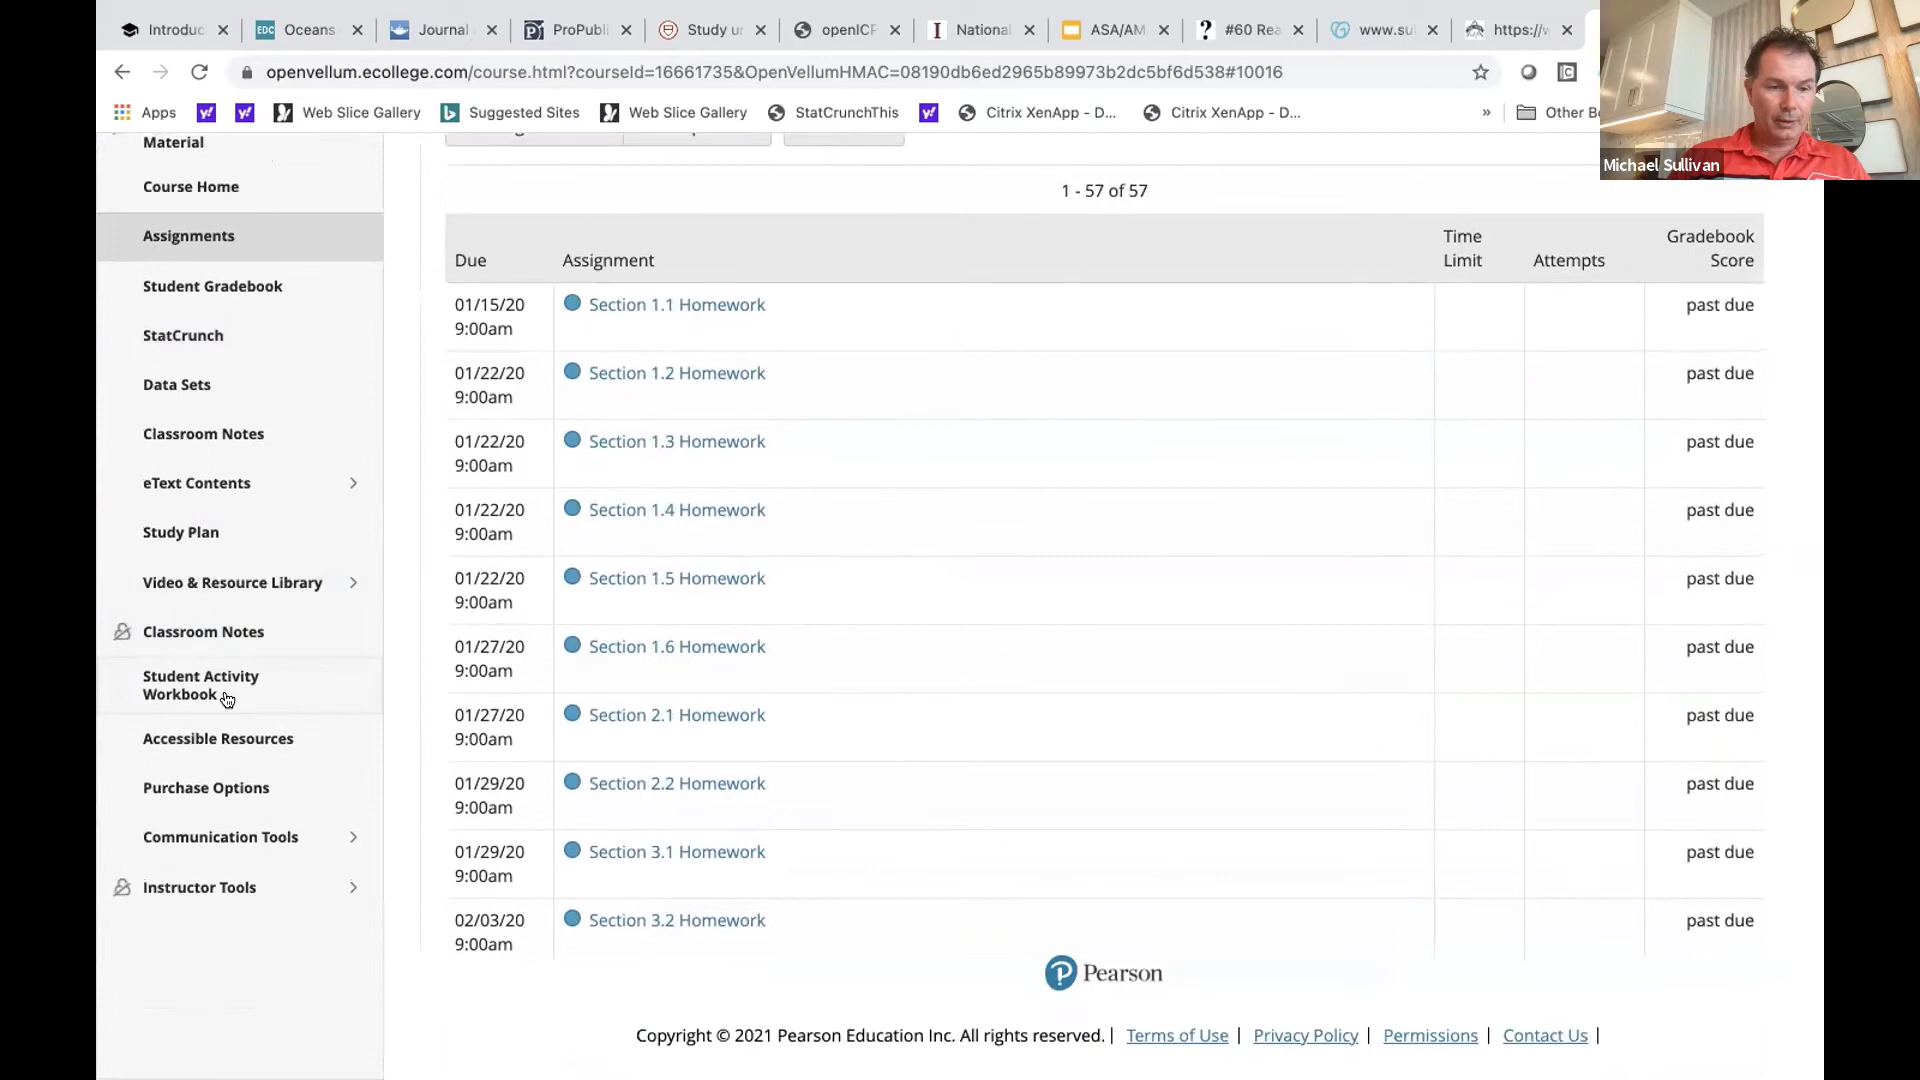 Introduc
Oceans
Journal
ProPubli
Study u
openICP
National
ASA/AM
#60 Rea
www.sul
https://w
openvellum.ecollege.com/course.html?courseId=16661735&OpenVellumHMAC=08190db6ed2965b89973b2dc5bf6d538#10016
Apps
Web Slice Gallery
Suggested Sites
Web Slice Gallery
StatCrunchThis
Citrix XenApp - D...
Citrix XenApp - D...
»
Other Bo
Michael Sullivan
Material
Course Home
Assignments
Student Gradebook
StatCrunch
Data Sets
Classroom Notes
eText Contents
Study Plan
Video & Resource Library
Classroom Notes
Student Activity
Workbook
Accessible Resources
Purchase Options
Communication Tools
Instructor Tools
1 - 57 of 57
Time Gradebook
Due Assignment Limit Attempts Score
01/15/20 Section 1.1 Homework past due
9:00am
01/22/20 Section 1.2 Homework past due
9:00am
01/22/20 Section 1.3 Homework past due
9:00am
01/22/20 Section 1.4 Homework past due
9:00am
01/22/20 Section 1.5 Homework past due
9:00am
01/27/20 Section 1.6 Homework past due
9:00am
01/27/20 Section 2.1 Homework past due
9:00am
01/29/20 Section 2.2 Homework past due
9:00am
01/29/20 Section 3.1 Homework past due
9:00am
02/03/20 Section 3.2 Homework past due
9:00am
Pearson
Copyright © 2021 Pearson Education Inc. All rights reserved. | Terms of Use | Privacy Policy | Permissions | Contact Us |